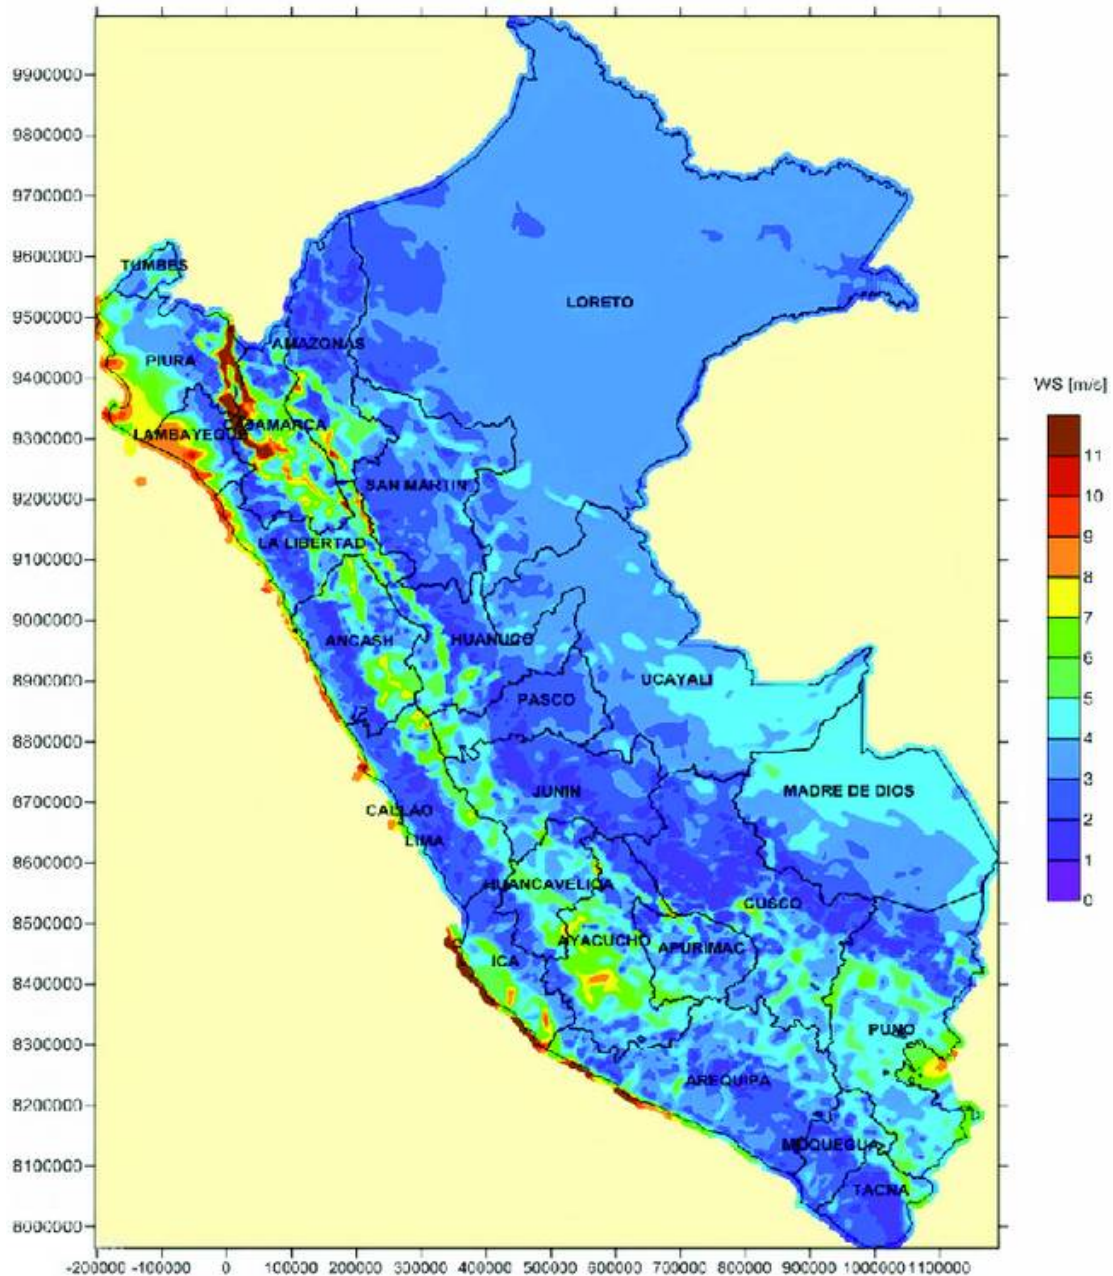 9900000
9800000
9700000
9600000
9500000
9400000
9300000
9200000
9100000
9000000
8900000
8800000
8700000
8600000
8500000
8400000
8300000
8200000
8100000
8000000
TUMBES
LORETO
AMAZONAS
PIURA
CAJAMARCA
LAMBAYEQUE
SAN MARTIN
LA LIBERTAD
ANCASH
HUANUCO
UCAYALI
PASCO
MADRE DE DIOS
JUNIN
CALLAO
LIMA
HUANCAVELICA
CUSCO
AYACUCHO
APURIMAC
ICA
PUNO
AREQUIPA
MOQUEGUA
TACNA
WS [m/s]
11
10
9
8
7
6
5
4
3
2
1
0
-200000 -100000 0 100000 200000 300000 400000 500000 600000 700000 800000 900000 1000000 1100000